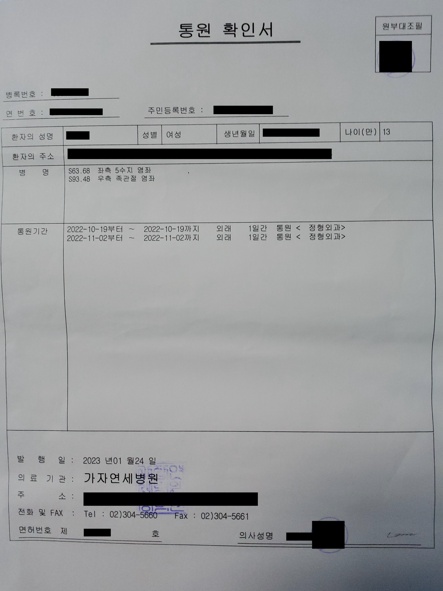 통원 확인서
원부대조필
병록번호 :
연 번 호 : 주민등록번호 :
환자의 성명 성별 여성 생년월일 나이(만) 13
환자의 주소
병 명 S63.68 좌측 5수지 염좌
S93.48 우측 족관절 염좌
통원기간 2022-10-19부터 ~ 2022-10-19까지 외래 1일간 통원 < 정형외과>
2022-11-02부터 ~ 2022-11-02까지 외래 1일간 통원 < 정형외과>
발 행 일 : 2023 년01 월24 일
의 료 기 관 : 가자연세병원
주 소 :
전화 및 FAX : Tel : 02)304-5660 Fax : 02)304-5661
면허번호 제 호 의사성명